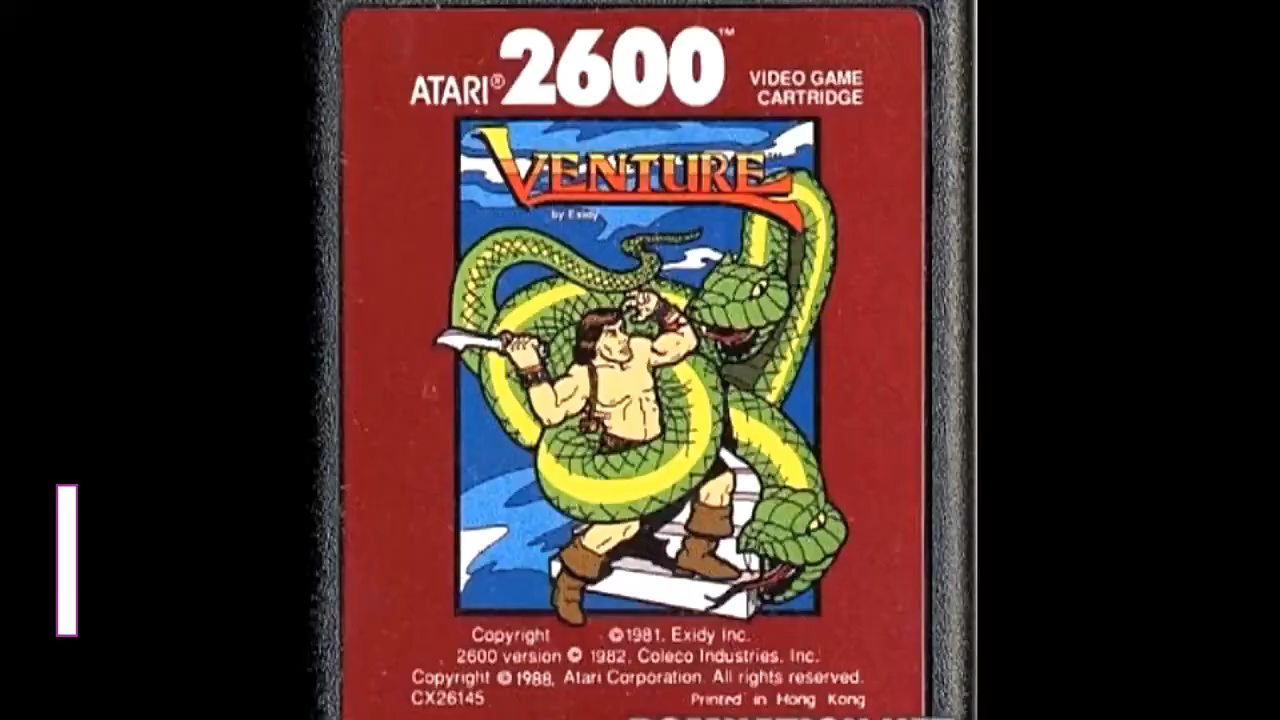 ATARI® 2600™
VIDEO GAME
CARTRIDGE
VENTURE™
by Exidy
Copyright ©1981, Exidy Inc.
2600 version © 1982, Coleco Industries, Inc.
Copyright © 1988, Atari Corporation. All rights reserved.
CX26145 Printed in Hong Kong